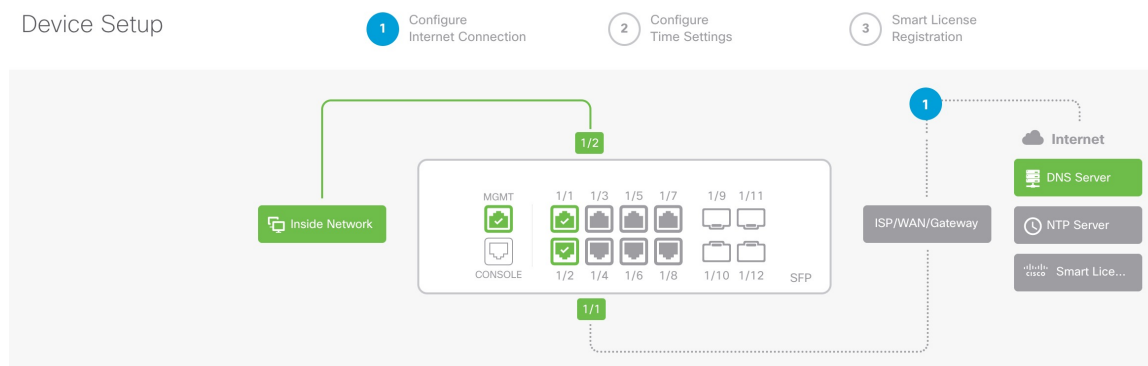 Device Setup
1
Configure
Internet Connection
2
Configure
Time Settings
3
Smart License
Registration
1
Internet
1/2
DNS Server
MGMT
1/1 1/3 1/5 1/7
1/9 1/11
Inside Network
ISP/WAN/Gateway
NTP Server
CONSOLE
1/2 1/4 1/6 1/8
1/10 1/12
SFP
cisco
Smart Lice...
1/1